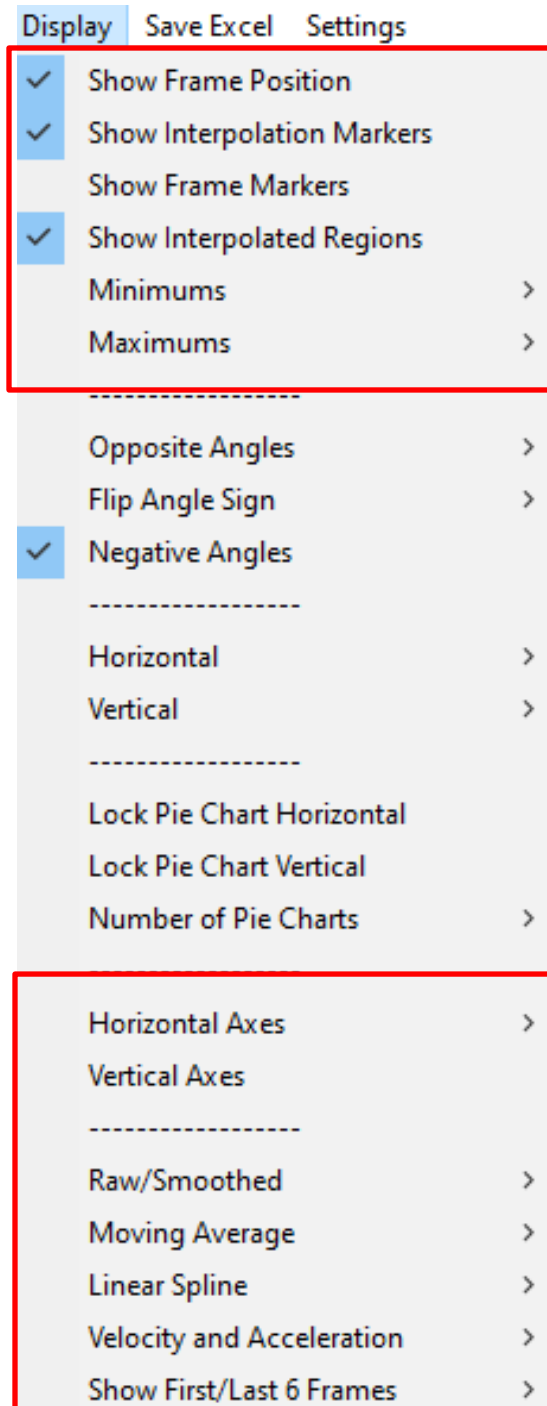 Display Save Excel Settings
Show Frame Position
Show Interpolation Markers
Show Frame Markers
Show Interpolated Regions
Minimums >
Maximums >
------------------
Opposite Angles >
Flip Angle Sign >
Negative Angles
------------------
Horizontal >
Vertical >
------------------
Lock Pie Chart Horizontal
Lock Pie Chart Vertical
Number of Pie Charts >
------------------
Horizontal Axes >
Vertical Axes
------------------
Raw/Smoothed >
Moving Average >
Linear Spline >
Velocity and Acceleration >
Show First/Last 6 Frames >